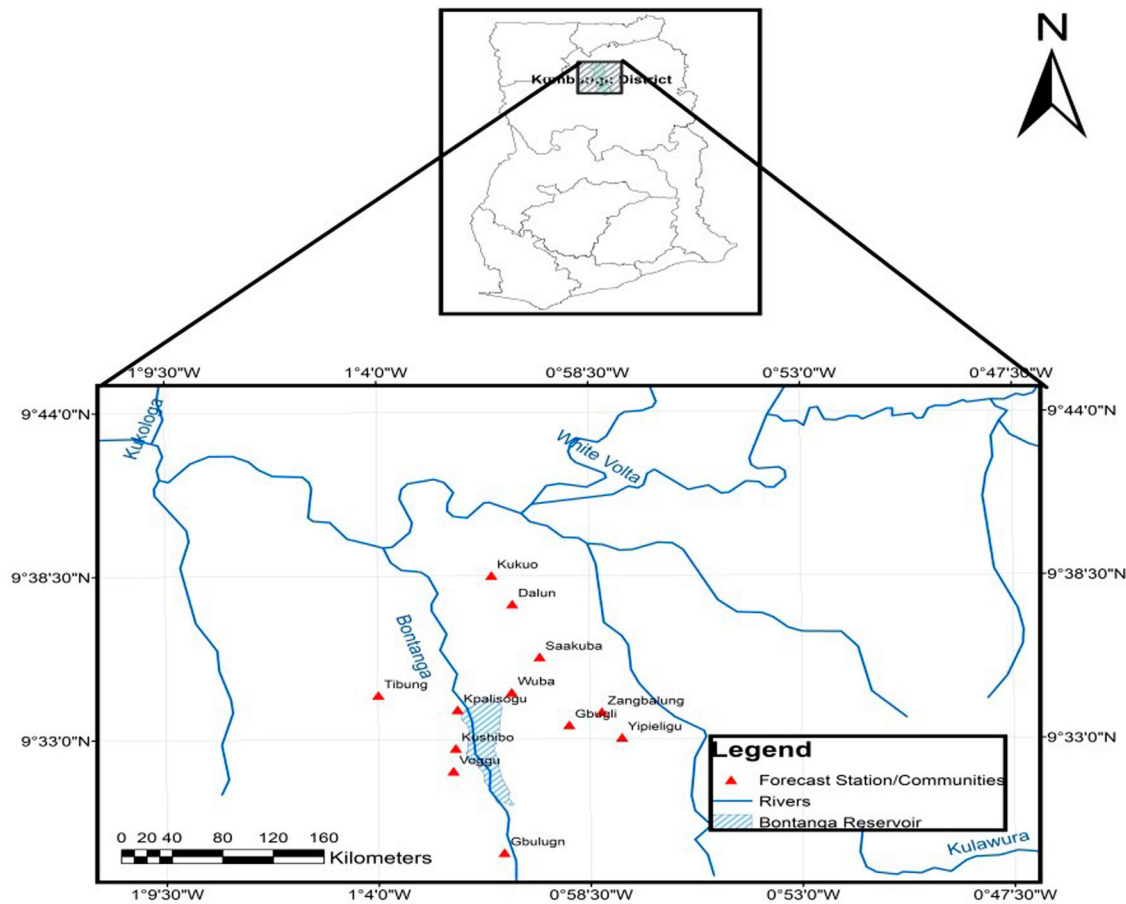 N
Kumbungu District
1°9'30"W 1°4'0"W 0°58'30"W 0°53'0"W 0°47'30"W
9°44'0"N 9°44'0"N
Kukologa
White Volta
Kukuo
9°38'30"N 9°38'30"N
Dalun
Bontanga
Saakuba
Tibung
Wuba
Kpalisogu
Zangbalung
Gbugli
Yipieligu
9°33'0"N 9°33'0"N
Kushibo
Voggu
Legend
Forecast Station/Communities
Rivers
Bontanga Reservoir
0 20 40 80 120 160
Kilometers
Gbulugn
Kulawura
1°9'30"W 1°4'0"W 0°58'30"W 0°53'0"W 0°47'30"W